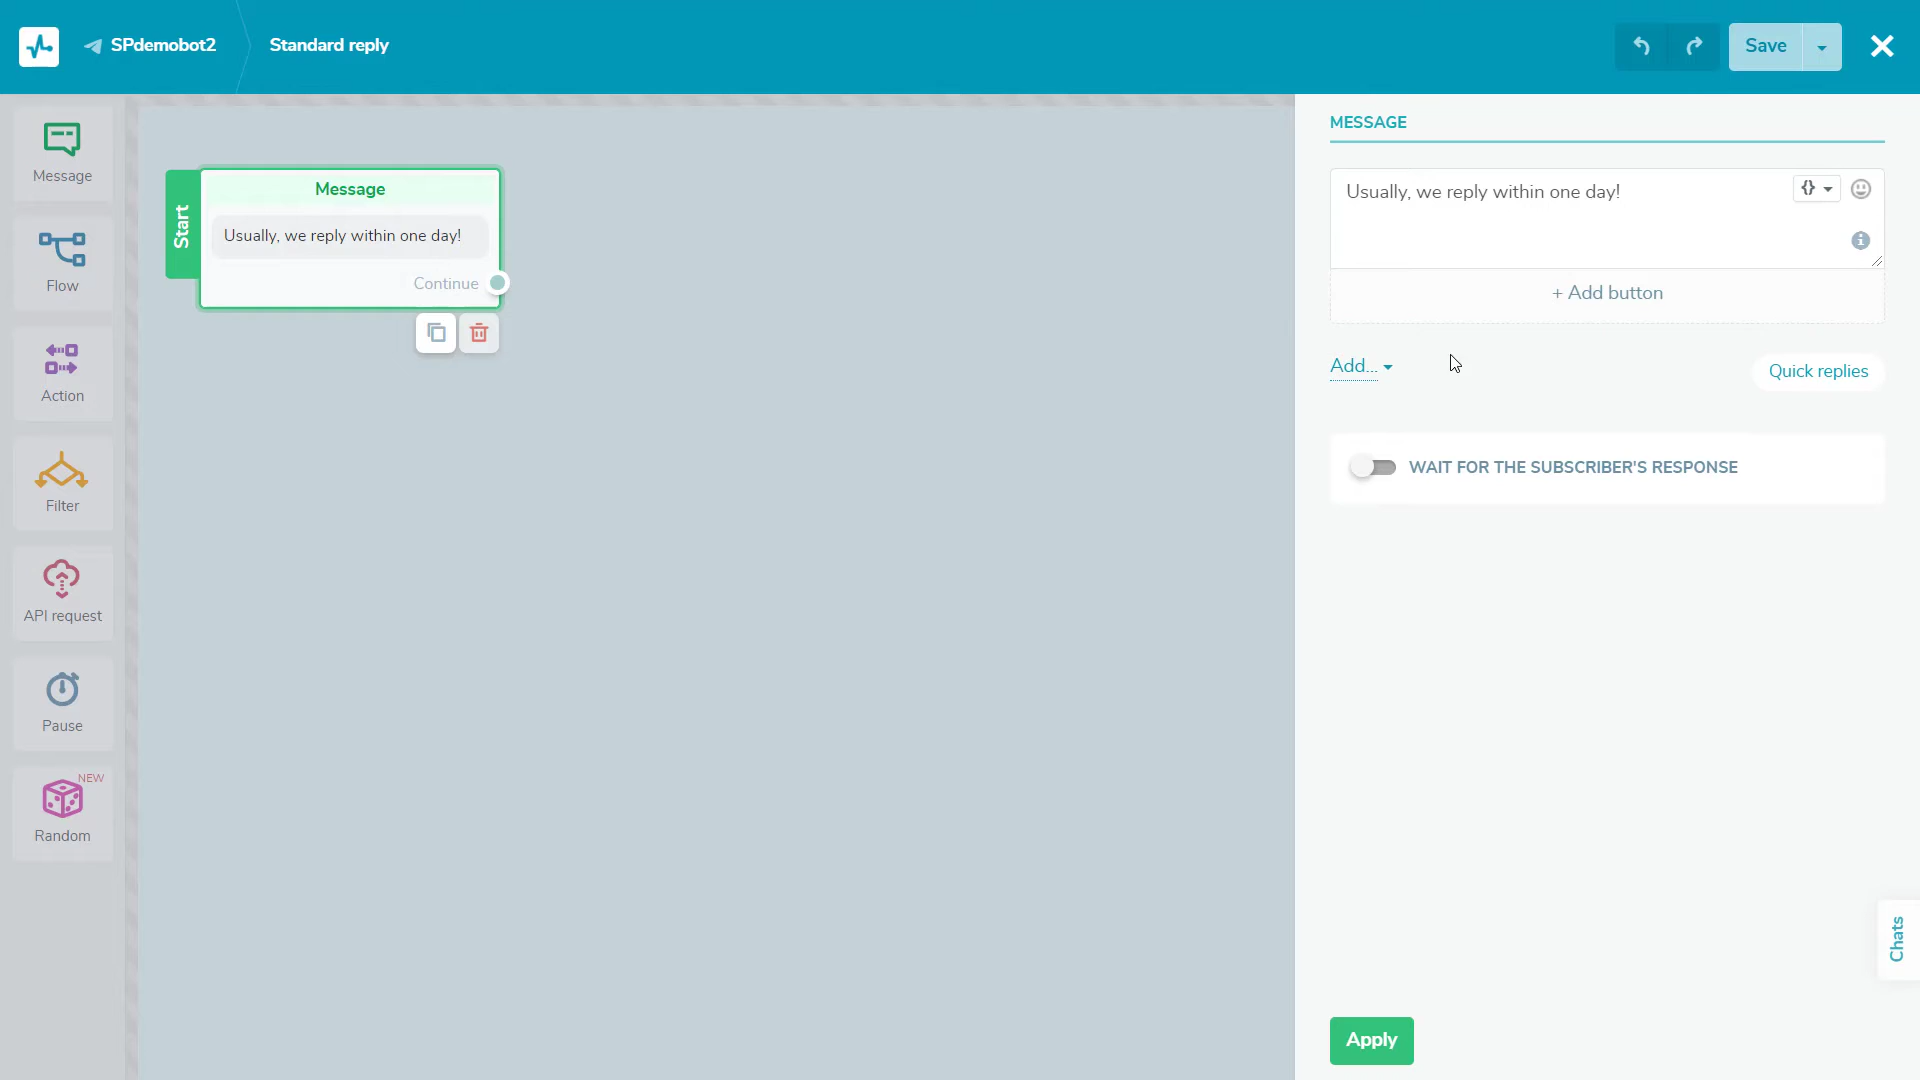 SPdemobot2
Standard reply
Save
Message
Flow
Action
Filter
API request
Pause
NEW
Random
Start
Message
Usually, we reply within one day!
Continue
MESSAGE
Usually, we reply within one day!
{}
+ Add button
Add...
Quick replies
WAIT FOR THE SUBSCRIBER'S RESPONSE
Chats
Apply